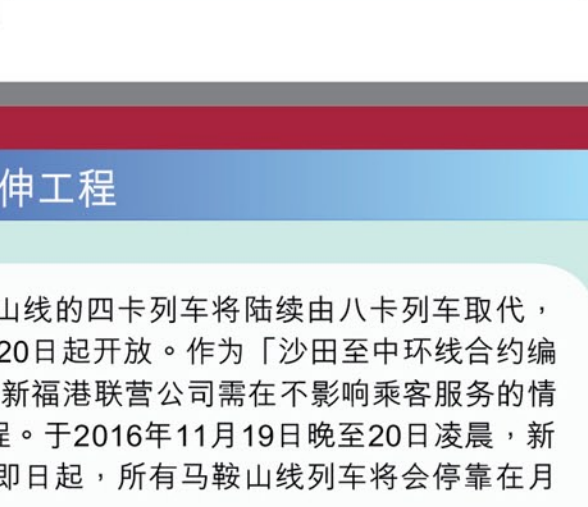 伸工程
山线的四卡列车将陆续由八卡列车取代，
20日起开放。作为「沙田至中环线合约编
新福港联营公司需在不影响乘客服务的情
程。于2016年11月19日晚至20日凌晨，新
即日起，所有马鞍山线列车将会停靠在月